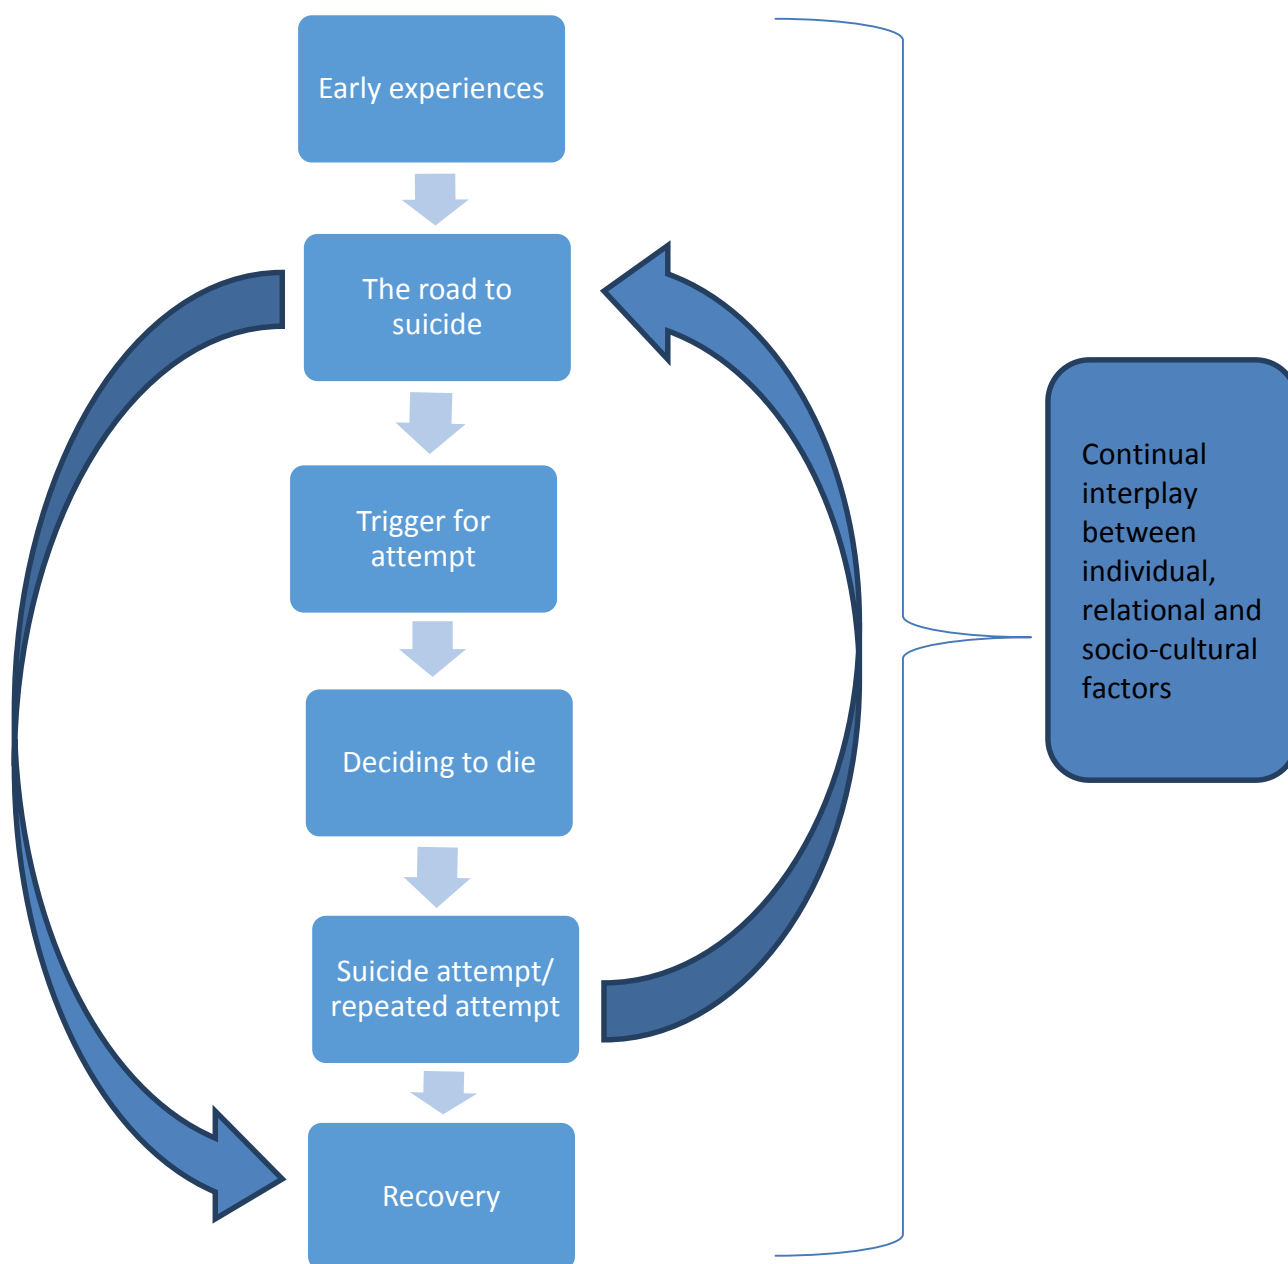 Early experiences
The road to
suicide
Trigger for
attempt
Deciding to die
Suicide attempt/
repeated attempt
Recovery
Continual
interplay
between
individual,
relational and
socio-cultural
factors